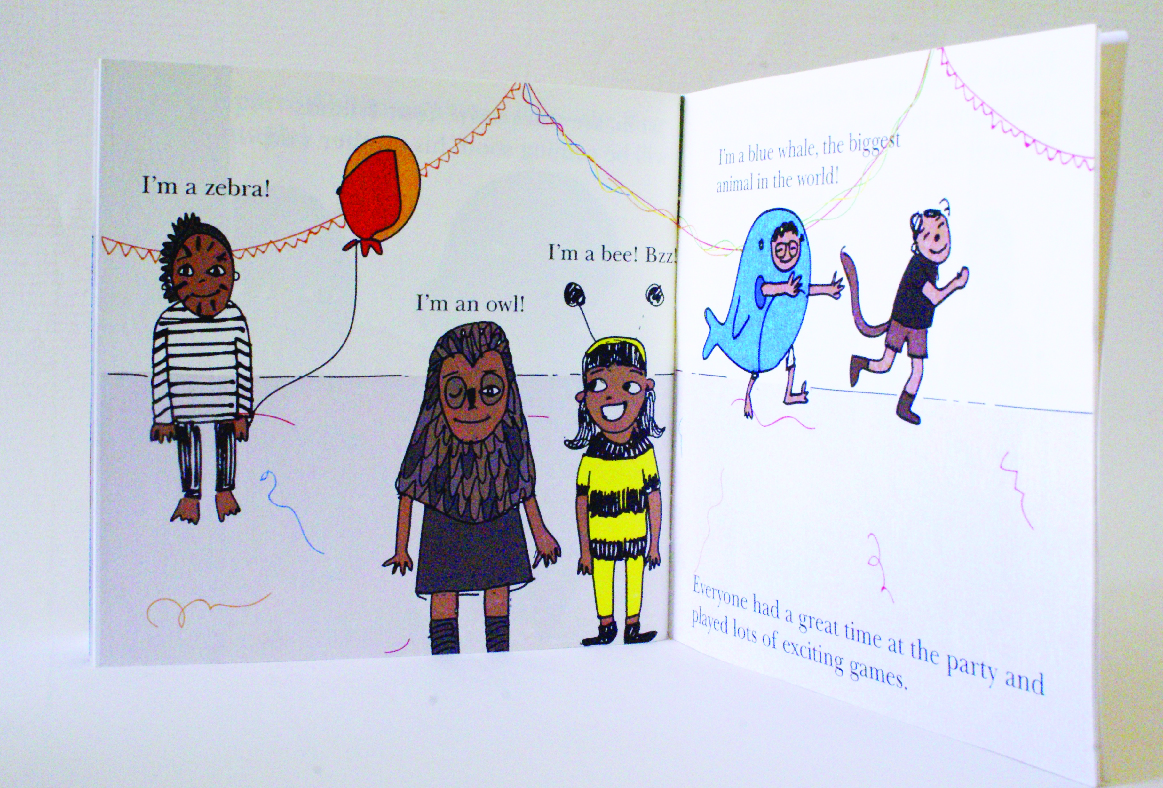 I'm a zebra!
I'm an owl!
I'm a bee! Bzz!
I'm a blue whale, the biggest
animal in the world!
Everyone had a great time at the party and
played lots of exciting games.